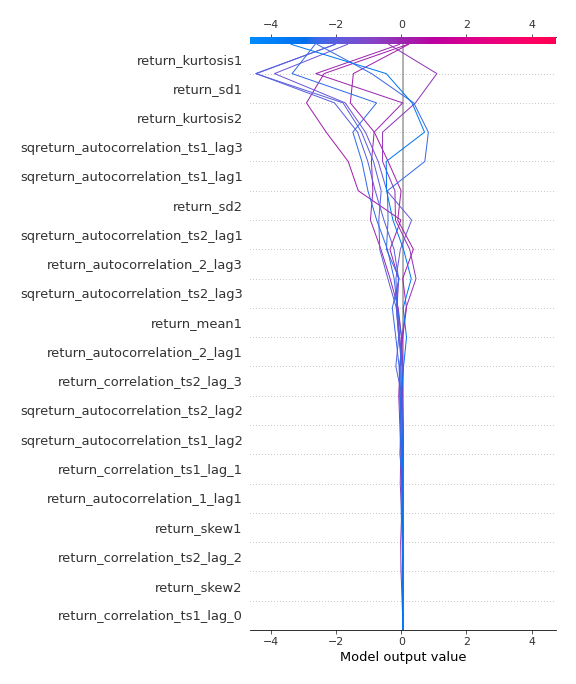 −4 −2 0 2 4
return_kurtosis1
return_sd1
return_kurtosis2
sqreturn_autocorrelation_ts1_lag3
sqreturn_autocorrelation_ts1_lag1
return_sd2
sqreturn_autocorrelation_ts2_lag1
return_autocorrelation_2_lag3
sqreturn_autocorrelation_ts2_lag3
return_mean1
return_autocorrelation_2_lag1
return_correlation_ts2_lag_3
sqreturn_autocorrelation_ts2_lag2
sqreturn_autocorrelation_ts1_lag2
return_correlation_ts1_lag_1
return_autocorrelation_1_lag1
return_skew1
return_correlation_ts2_lag_2
return_skew2
return_correlation_ts1_lag_0
−4 −2 0 2 4
Model output value